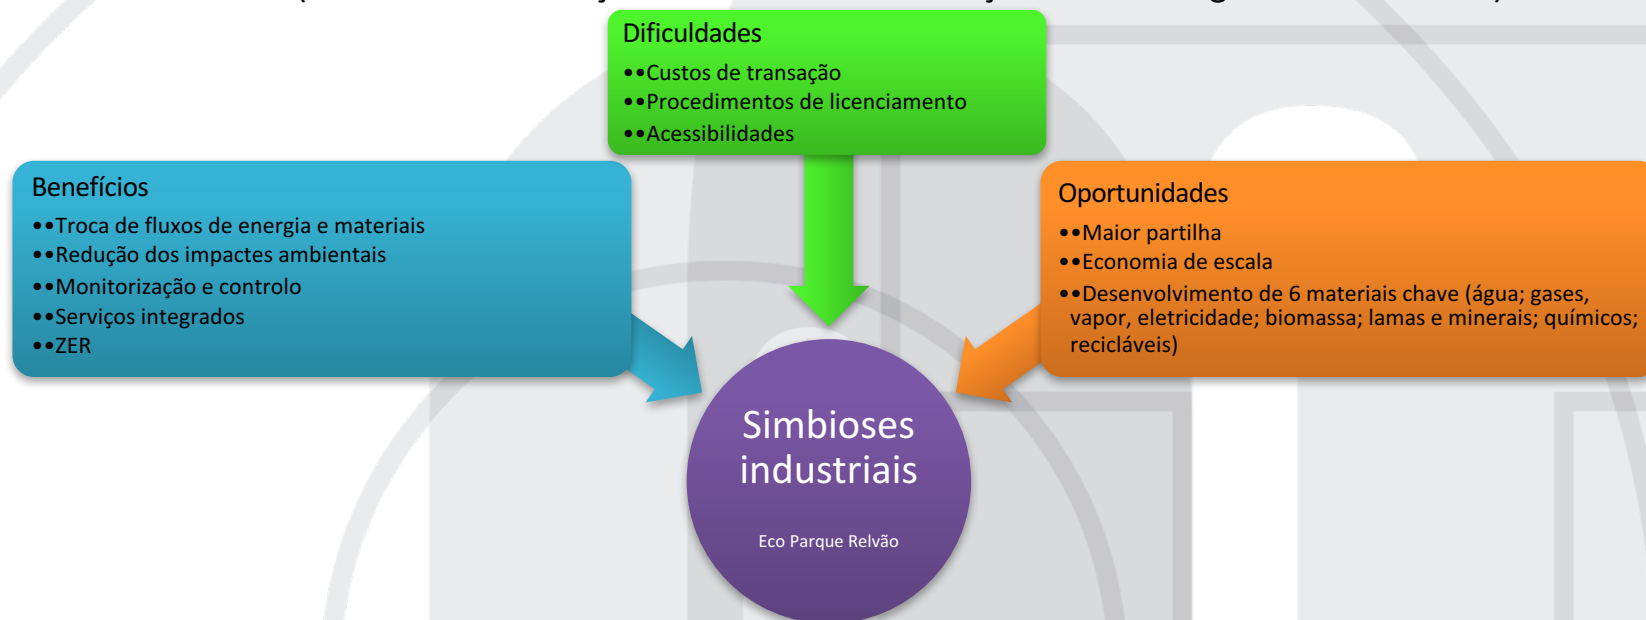 Dificuldades
••Custos de transação
••Procedimentos de licenciamento
••Acessibilidades
Benefícios
••Troca de fluxos de energia e materiais
••Redução dos impactes ambientais
••Monitorização e controlo
••Serviços integrados
••ZER
Oportunidades
••Maior partilha
••Economia de escala
••Desenvolvimento de 6 materiais chave (água; gases,
vapor, eletricidade; biomassa; lamas e minerais; químicos;
recicláveis)
Simbioses
industriais
Eco Parque Relvão